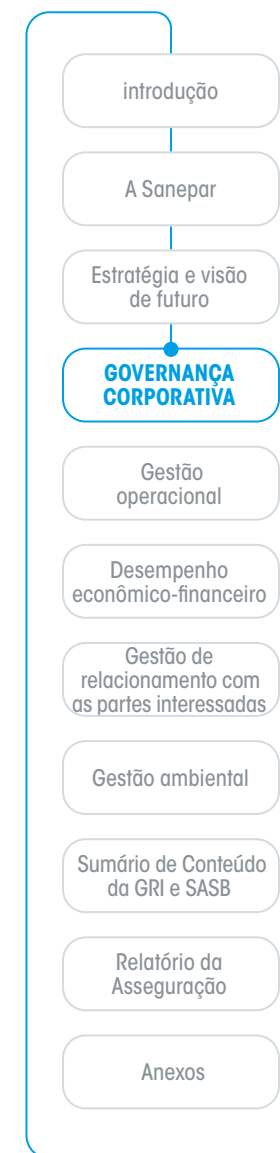 introdução
A Sanepar
Estratégia e visão
de futuro
GOVERNANÇA
CORPORATIVA
Gestão
operacional
Desempenho
econômico-financeiro
Gestão de
relacionamento com
as partes interessadas
Gestão ambiental
Sumário de Conteúdo
da GRI e SASB
Relatório da
Asseguração
Anexos